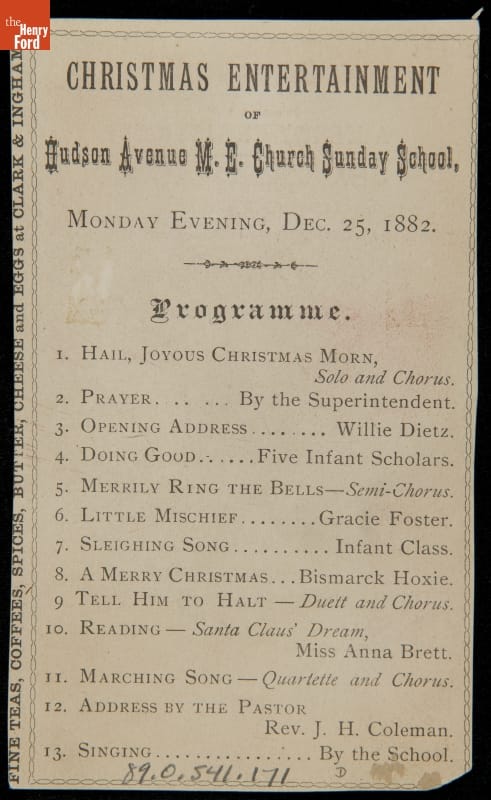 the
Henry
Ford
CHRISTMAS ENTERTAINMENT
OF
Hudson Avenue M. E. Church Sunday School,
MONDAY EVENING, DEC. 25, 1882.
Programme.
1. HAIL, JOYOUS CHRISTMAS MORN,
Solo and Chorus.
2. PRAYER. . .. ... By the Superintendent.
3. OPENING ADDRESS........ Willie Dietz.
4. DOING GOOD.......Five Infant Scholars.
5. MERRILY RING THE BELLS—Semi-Chorus.
6. LITTLE MISCHIEF........Gracie Foster.
7. SLEIGHING SONG.......... Infant Class.
8. A MERRY CHRISTMAS...Bismarck Hoxie.
9 TELL HIM TO HALT — Duett and Chorus.
10. READING — Santa Claus' Dream,
Miss Anna Brett.
11. MARCHING SONG — Quartette and Chorus.
12. ADDRESS BY THE PASTOR
Rev. J. H. Coleman.
13. SINGING................ By the School.
89.0.541.171
D
FINE TEAS, COFFEES, SPICES, BUTTER, CHEESE and EGGS at CLARK & INGHAM